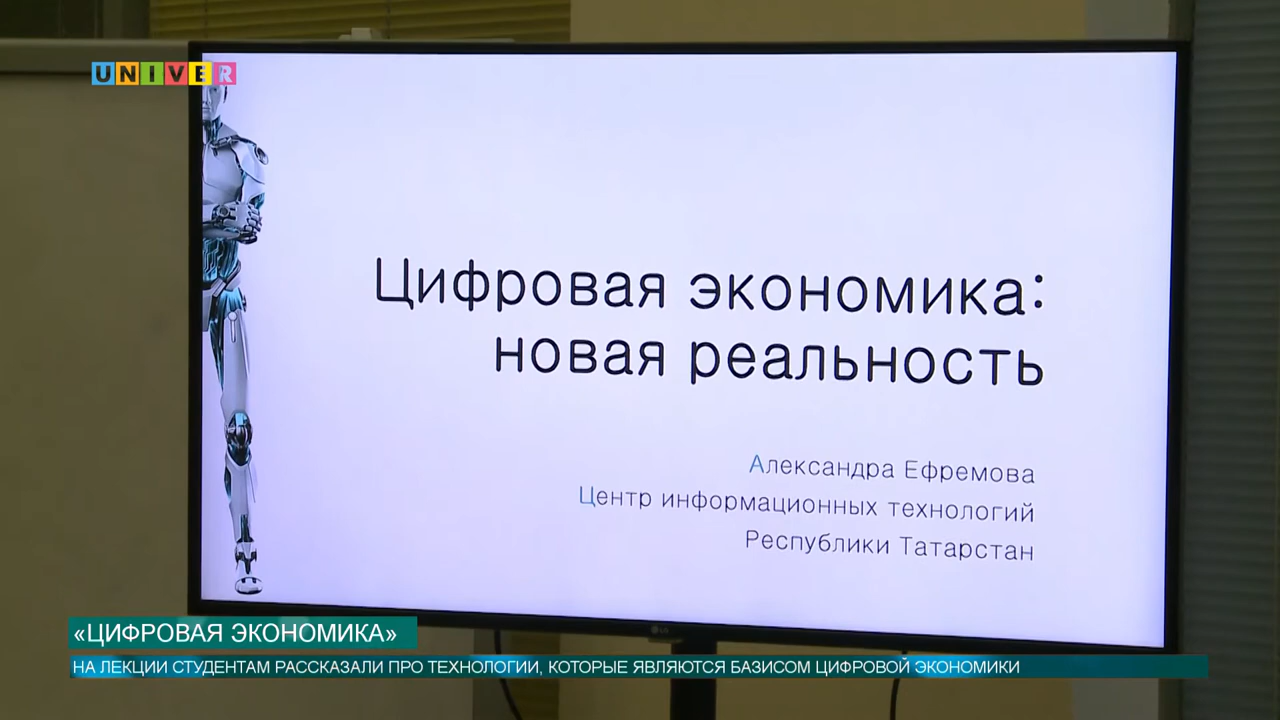 UNIVER
Цифровая экономика:
новая реальность
Александра Ефремова
Центр информационных технологий
Республики Татарстан
LG
«ЦИФРОВАЯ ЭКОНОМИКА»
НА ЛЕКЦИИ СТУДЕНТАМ РАССКАЗАЛИ ПРО ТЕХНОЛОГИИ, КОТОРЫЕ ЯВЛЯЮТСЯ БАЗИСОМ ЦИФРОВОЙ ЭКОНОМИКИ